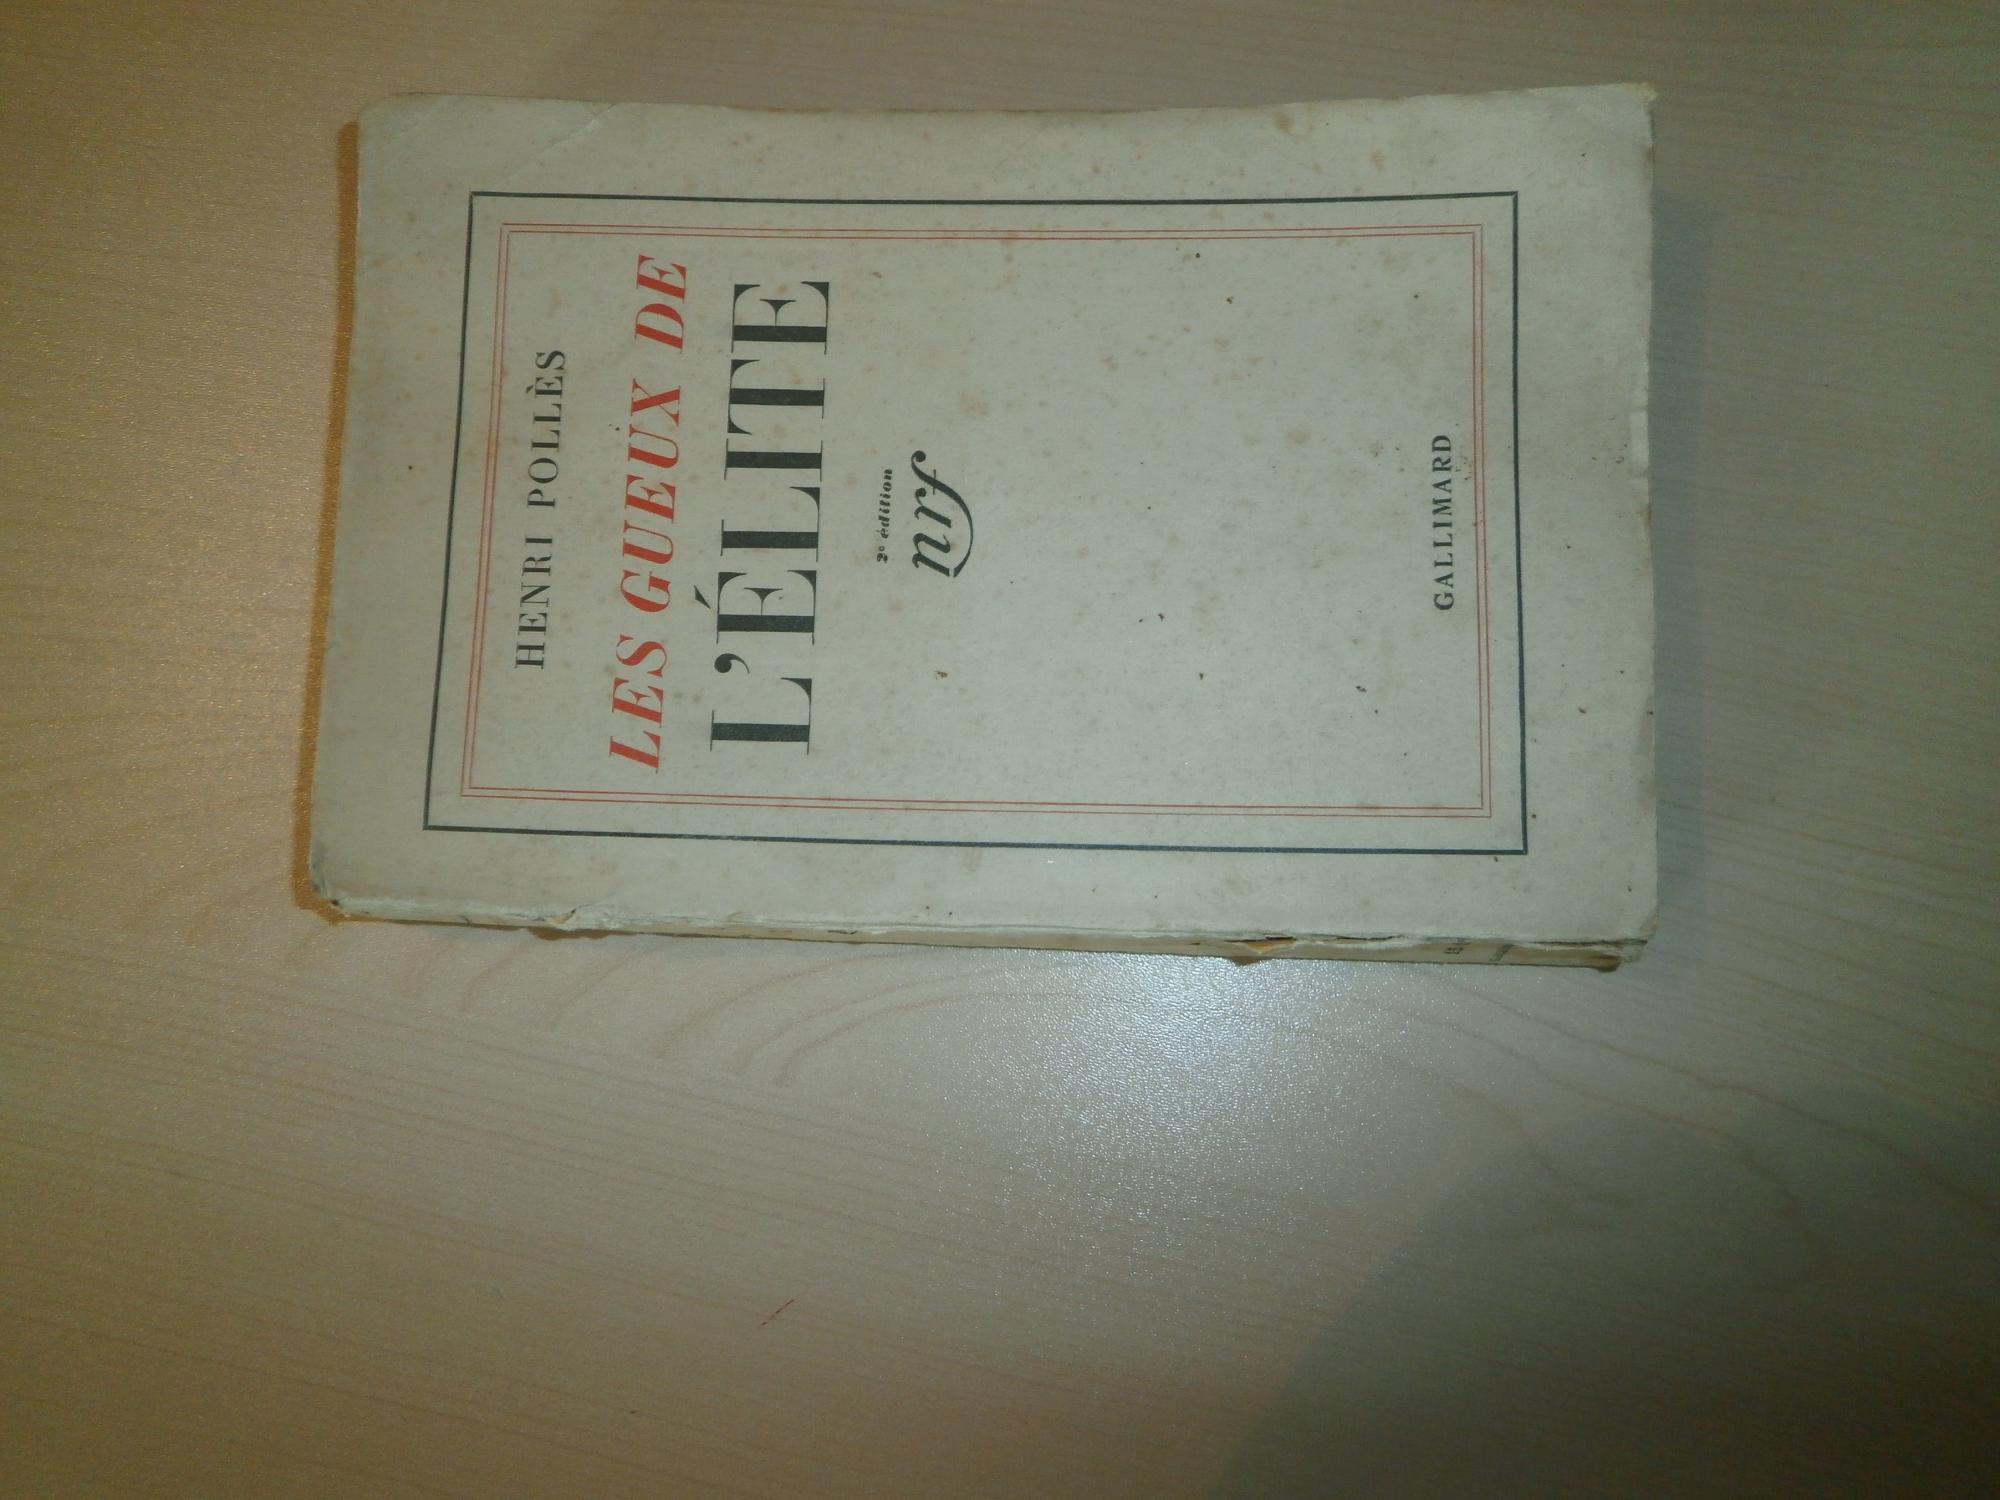 HENRI POLLÈS
LES GUEUX DE
L'ÉLITE
2e édition
nrf
GALLIMARD